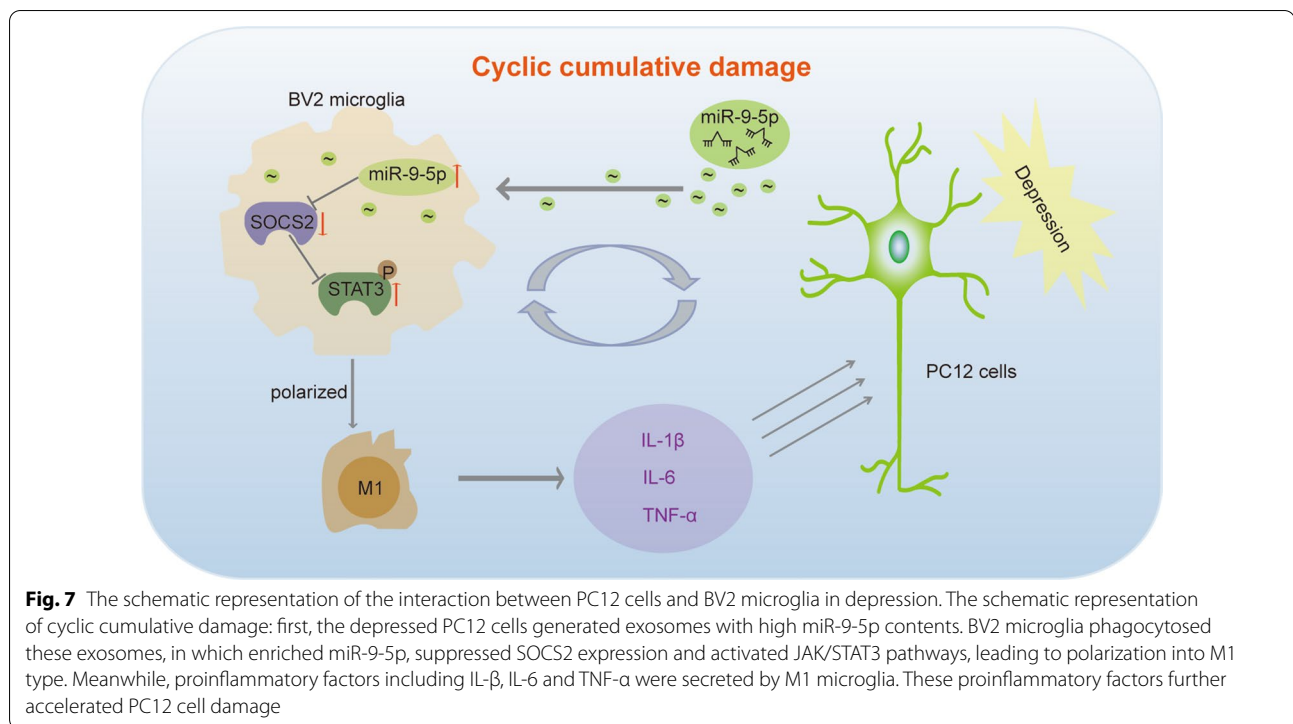 Cyclic cumulative damage
BV2 microglia
miR-9-5p
miR-9-5p
SOCS2
P
STAT3
Depression
polarized
PC12 cells
M1
IL-1β
IL-6
TNF-α
Fig. 7 The schematic representation of the interaction between PC12 cells and BV2 microglia in depression. The schematic representation
of cyclic cumulative damage: first, the depressed PC12 cells generated exosomes with high miR-9-5p contents. BV2 microglia phagocytosed
these exosomes, in which enriched miR-9-5p, suppressed SOCS2 expression and activated JAK/STAT3 pathways, leading to polarization into M1
type. Meanwhile, proinflammatory factors including IL-β, IL-6 and TNF-α were secreted by M1 microglia. These proinflammatory factors further
accelerated PC12 cell damage